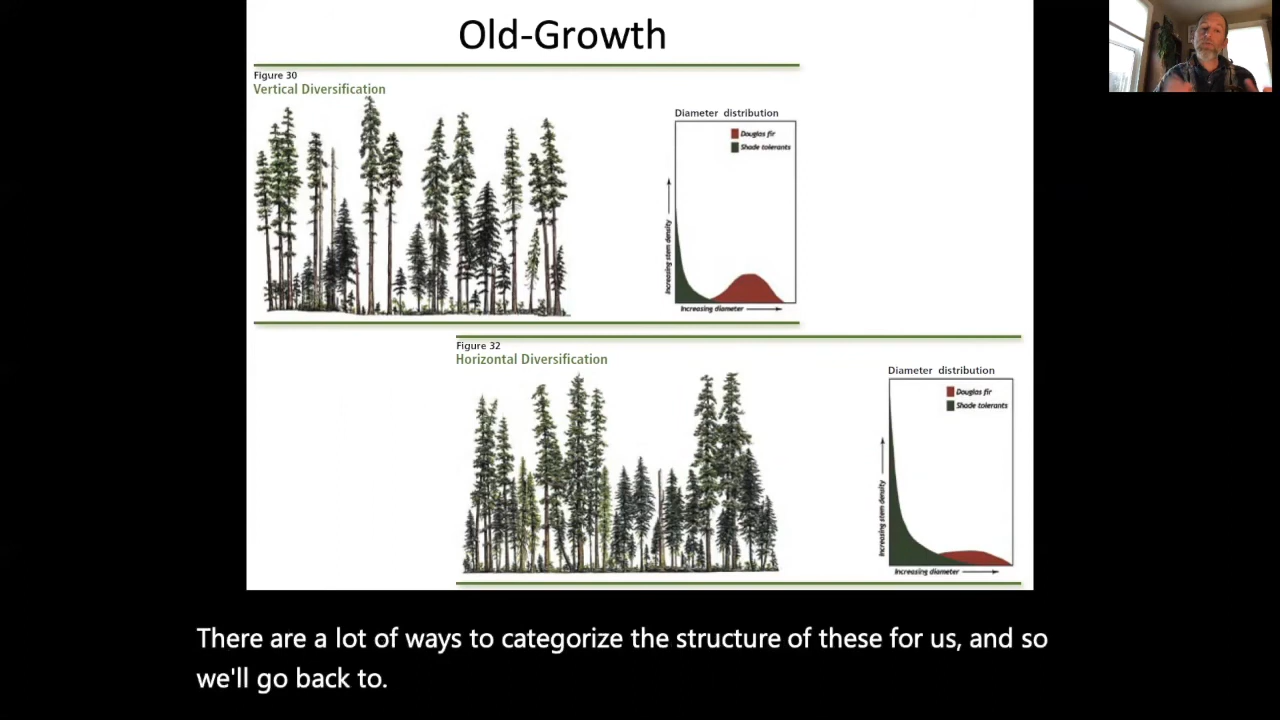 Old-Growth
Figure 30
Vertical Diversification
Diameter distribution
Douglas fir
Shade tolerants
Increasing stem density
Increasing diameter
Figure 32
Horizontal Diversification
Diameter distribution
Douglas fir
Shade tolerants
Increasing stem density
Increasing diameter
There are a lot of ways to categorize the structure of these for us, and so
we'll go back to.